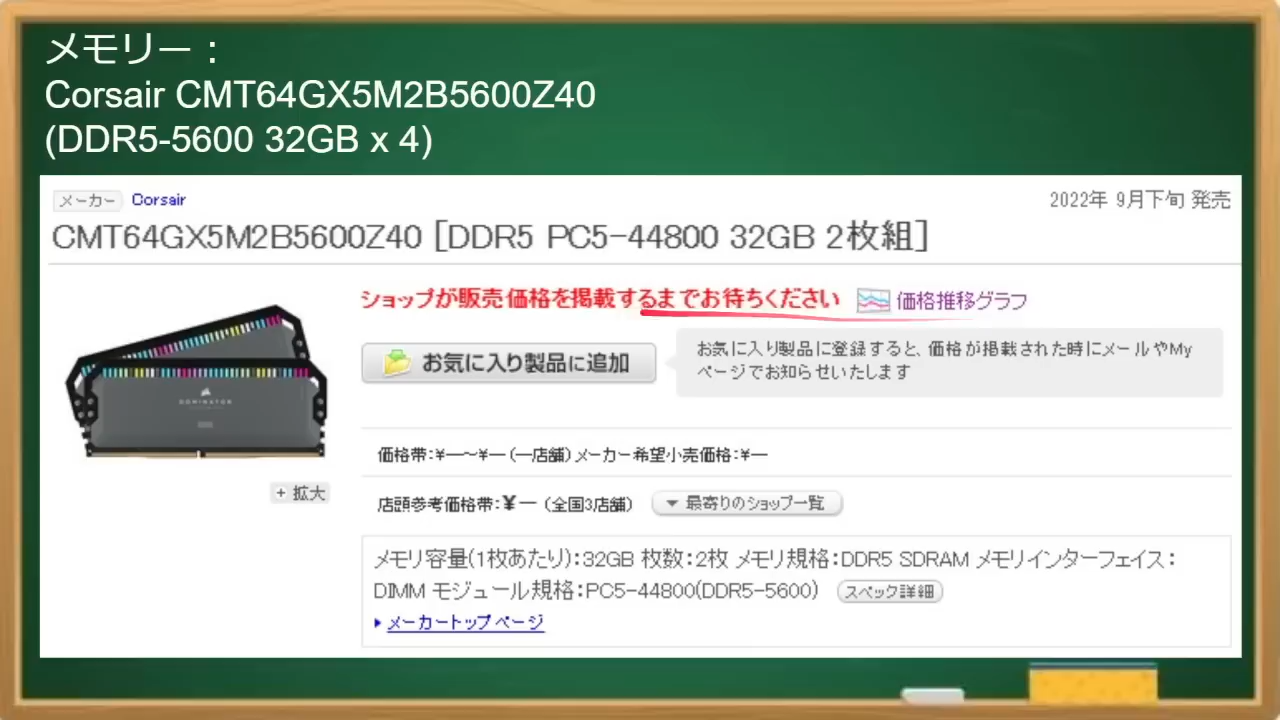 メモリー：
Corsair CMT64GX5M2B5600Z40
(DDR5-5600 32GB x 4)
メーカー Corsair
2022年 9月下旬 発売
CMT64GX5M2B5600Z40 [DDR5 PC5-44800 32GB 2枚組]
ショップが販売価格を掲載するまでお待ちください 価格推移グラフ
お気に入り製品に追加
お気に入り製品に登録すると、価格が掲載された時にメールやMy
ページでお知らせいたします
価格帯：￥―～￥― (―店舗) メーカー希望小売価格：￥―
+ 拡大
店頭参考価格帯：￥― (全国3店舗) ▼ 最寄りのショップ一覧
メモリ容量(1枚あたり)：32GB 枚数：2枚 メモリ規格：DDR5 SDRAM メモリインターフェイス：
DIMM モジュール規格：PC5-44800(DDR5-5600) スペック詳細
メーカートップページ
DOMINATOR